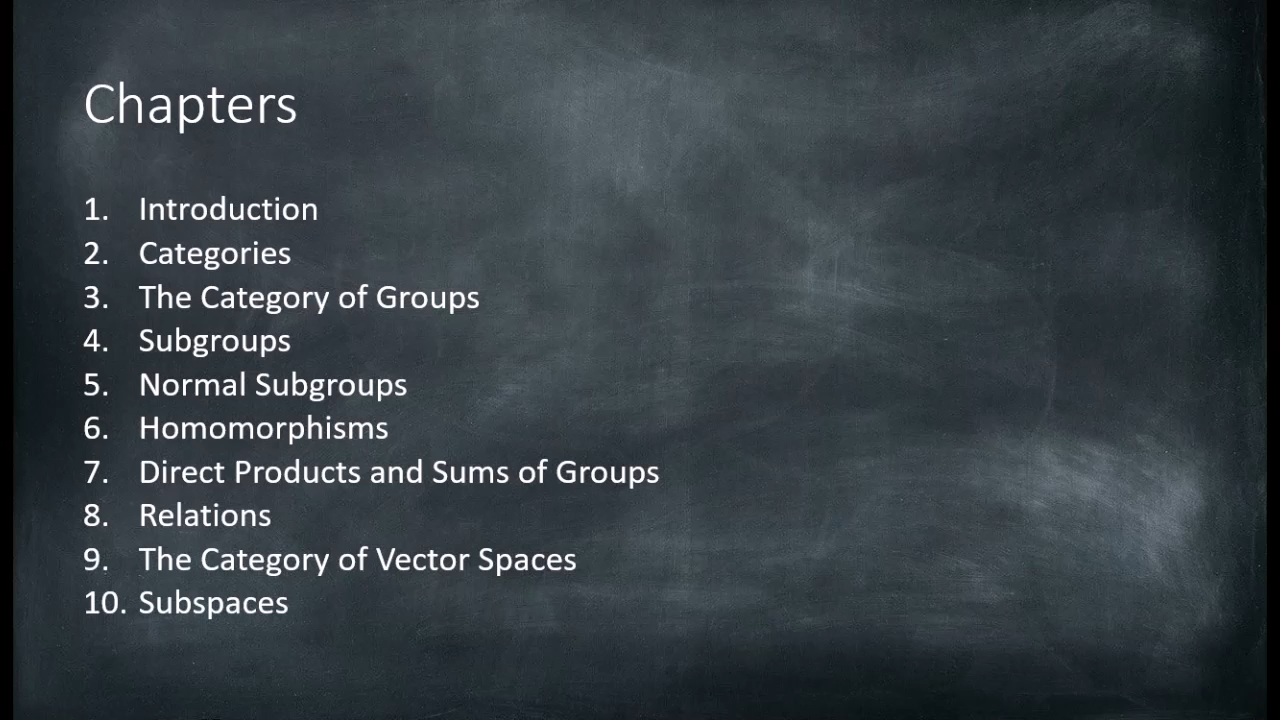 Chapters
1. Introduction
2. Categories
3. The Category of Groups
4. Subgroups
5. Normal Subgroups
6. Homomorphisms
7. Direct Products and Sums of Groups
8. Relations
9. The Category of Vector Spaces
10. Subspaces